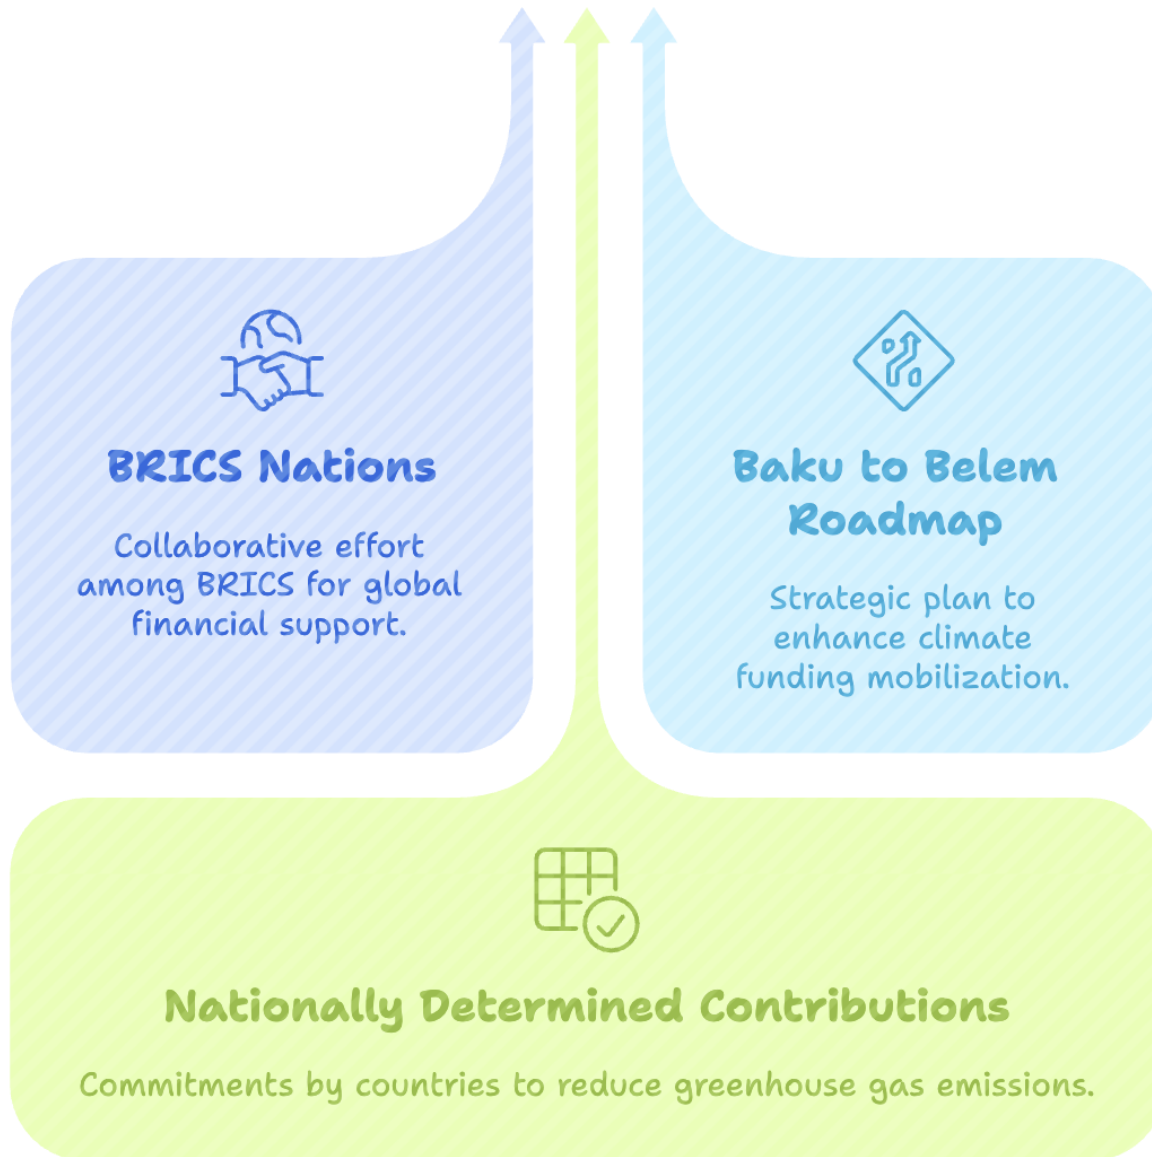 BRICS Nations
Collaborative effort
among BRICS for global
financial support.
Baku to Belem
Roadmap
Strategic plan to
enhance climate
funding mobilization.
Nationally Determined Contributions
Commitments by countries to reduce greenhouse gas emissions.